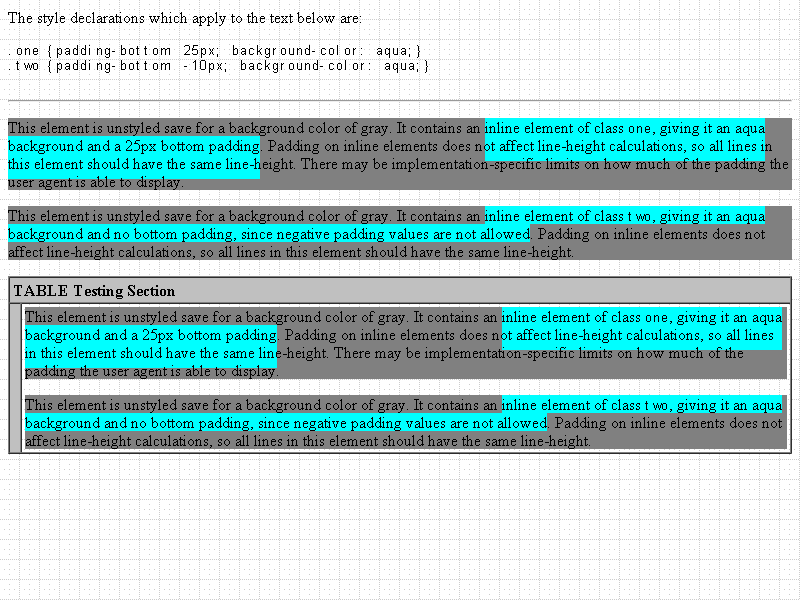 The style declarations which apply to the text below are:
.one {padding-bottom 25px; background-color: aqua;}
.two {padding-bottom -10px; background-color: aqua;}
This element is unstyled save for a background color of gray. It contains an inline element of class one, giving it an aqua
background and a 25px bottom padding. Padding on inline elements does not affect line-height calculations, so all lines in
this element should have the same line-height. There may be implementation-specific limits on how much of the padding the
user agent is able to display.
This element is unstyled save for a background color of gray. It contains an inline element of class two, giving it an aqua
background and no bottom padding, since negative padding values are not allowed. Padding on inline elements does not
affect line-height calculations, so all lines in this element should have the same line-height.
TABLE Testing Section
This element is unstyled save for a background color of gray. It contains an inline element of class one, giving it an aqua
background and a 25px bottom padding. Padding on inline elements does not affect line-height calculations, so all lines
in this element should have the same line-height. There may be implementation-specific limits on how much of the
padding the user agent is able to display.
This element is unstyled save for a background color of gray. It contains an inline element of class two, giving it an aqua
background and no bottom padding, since negative padding values are not allowed. Padding on inline elements does not
affect line-height calculations, so all lines in this element should have the same line-height.